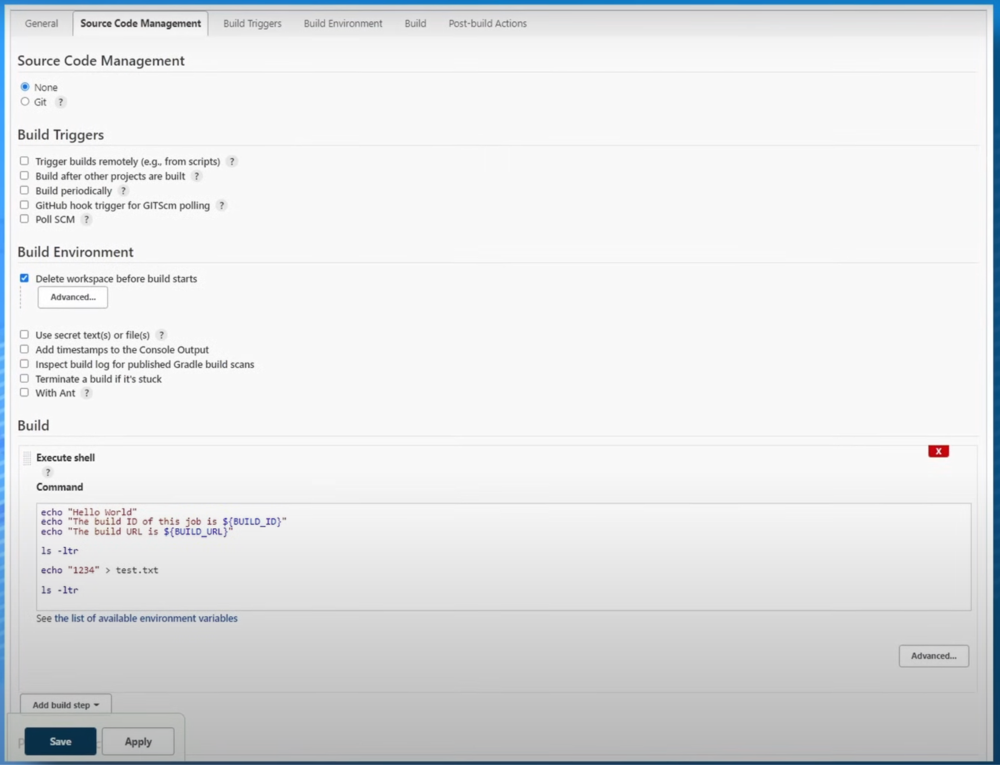 General Source Code Management Build Triggers Build Environment Build Post-build Actions
Source Code Management
None
Git ?
Build Triggers
Trigger builds remotely (e.g., from scripts) ?
Build after other projects are built ?
Build periodically ?
GitHub hook trigger for GITScm polling ?
Poll SCM ?
Build Environment
Delete workspace before build starts
Advanced...
Use secret text(s) or file(s) ?
Add timestamps to the Console Output
Inspect build log for published Gradle build scans
Terminate a build if it's stuck
With Ant ?
Build
X
Execute shell
?
Command
echo "Hello World"
echo "The build ID of this job is ${BUILD_ID}"
echo "The build URL is ${BUILD_URL}"
ls -ltr
echo "1234" > test.txt
ls -ltr
See the list of available environment variables
Advanced...
Add build step
Save Apply